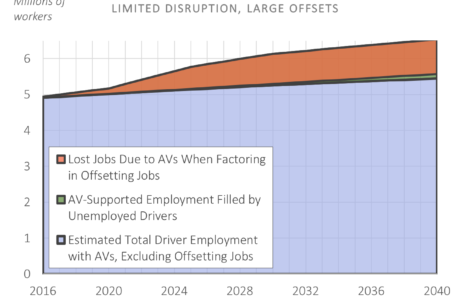 Millions of
workers
LIMITED DISRUPTION, LARGE OFFSETS
6
5
4
3
2
1
0
Lost Jobs Due to AVs When Factoring
in Offsetting Jobs
AV-Supported Employment Filled by
Unemployed Drivers
Estimated Total Driver Employment
with AVs, Excluding Offsetting Jobs
2016 2020 2024 2028 2032 2036 2040